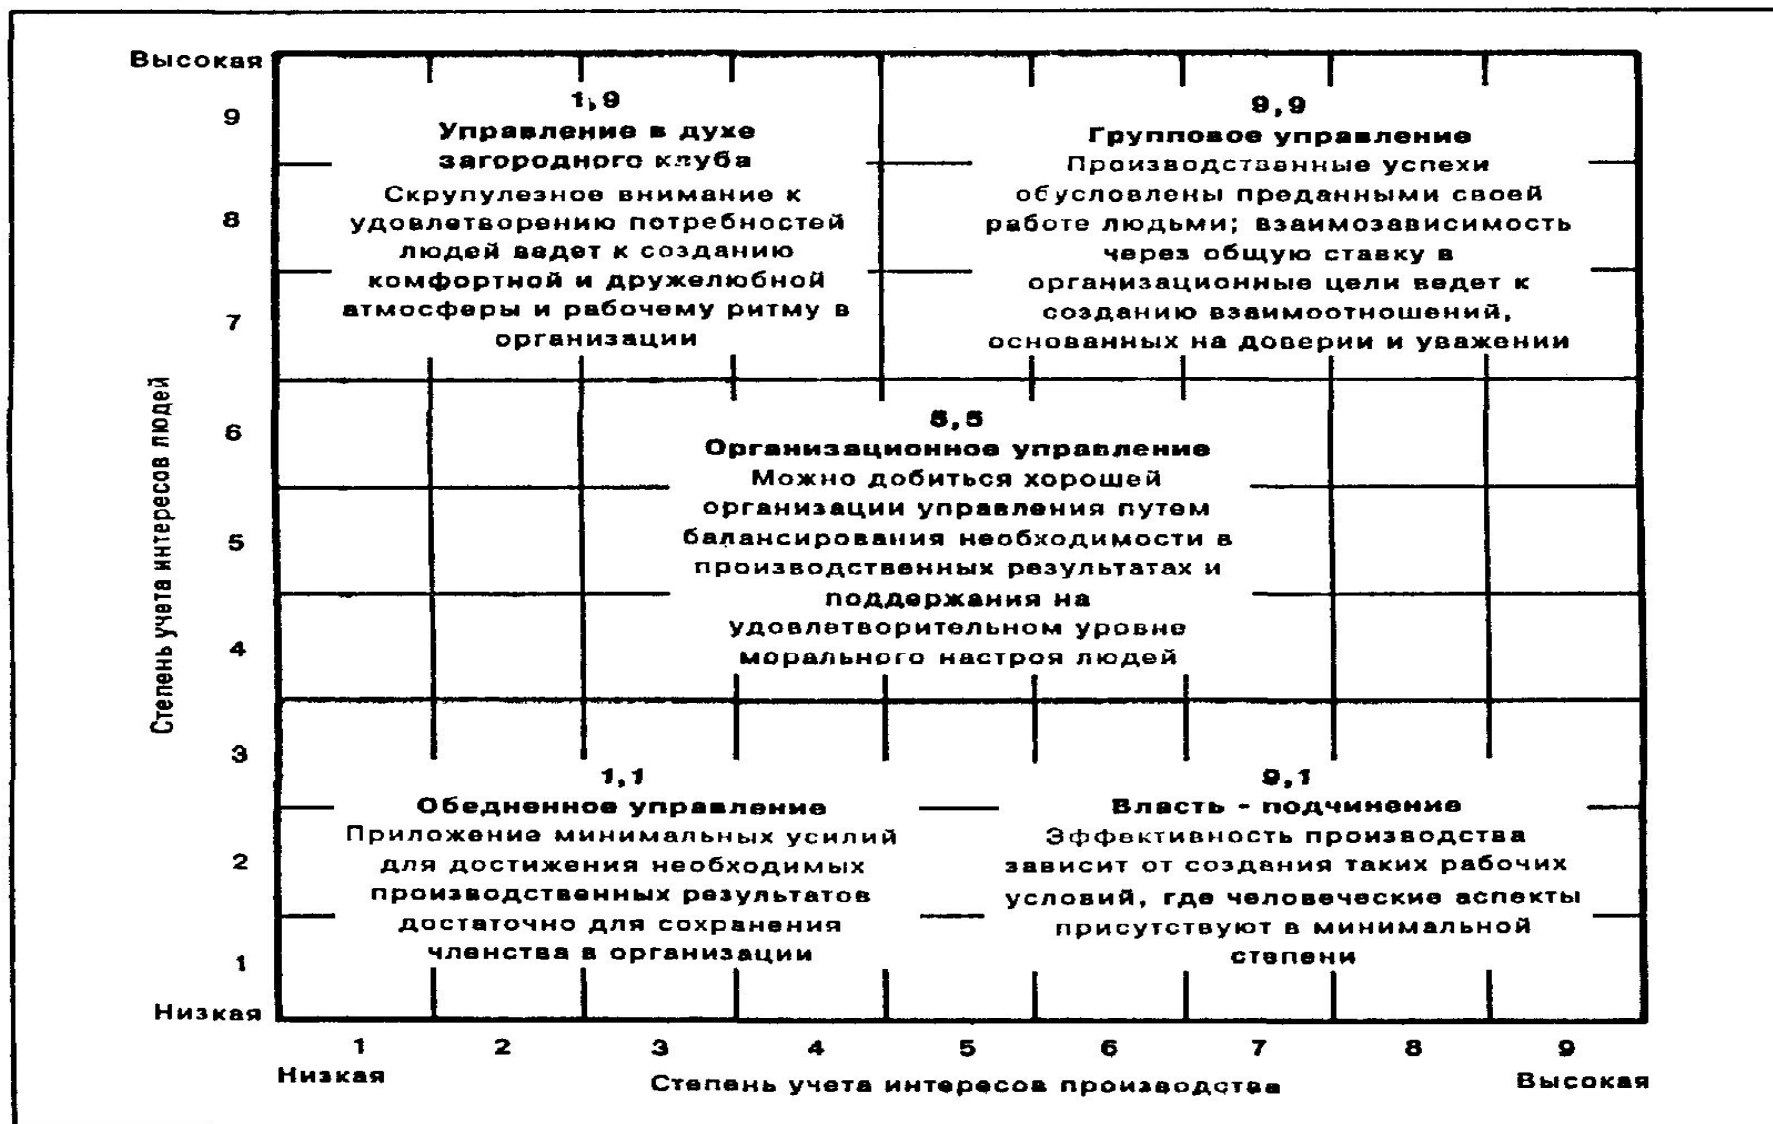 Высокая
9
8
7
6
5
4
3
2
1
Низкая
Степень учета интересов людей
1,9
Управление в духе
загородного клуба
Скрупулезное внимание к
удовлетворению потребностей
людей ведет к созданию
комфортной и дружелюбной
атмосферы и рабочему ритму в
организации
9,9
Групповое управление
Производственные успехи
обусловлены преданными своей
работе людьми; взаимозависимость
через общую ставку в
организационные цели ведет к
созданию взаимоотношений,
основанных на доверии и уважении
5,5
Организационное управление
Можно добиться хорошей
организации управления путем
балансирования необходимости в
производственных результатах и
поддержания на
удовлетворительном уровне
морального настроя людей
1,1
Обедненное управление
Приложение минимальных усилий
для достижения необходимых
производственных результатов
достаточно для сохранения
членства в организации
9,1
Власть - подчинение
Эффективность производства
зависит от создания таких рабочих
условий, где человеческие аспекты
присутствуют в минимальной
степени
1 2 3 4 5 6 7 8 9
Низкая
Степень учета интересов производства
Высокая